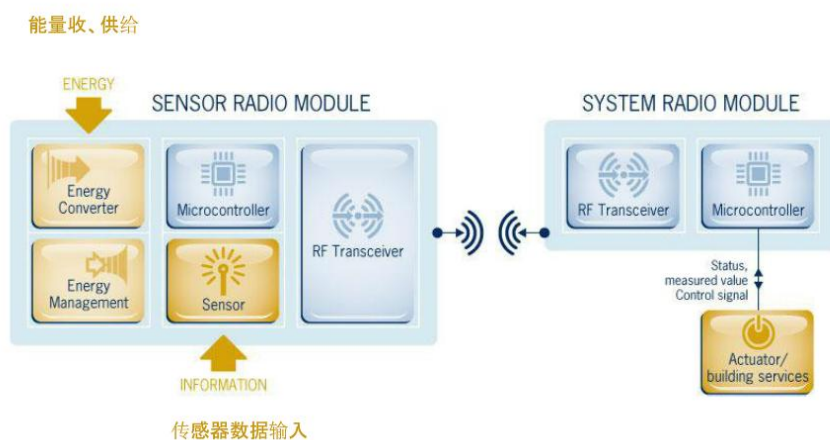 能量收、供给
ENERGY
SENSOR RADIO MODULE
SYSTEM RADIO MODULE
Energy
Converter
Microcontroller
RF Transceiver
Energy
Management
Sensor
RF Transceiver
Microcontroller
Status,
measured value
Control signal
Actuator/
building services
INFORMATION
传感器数据输入